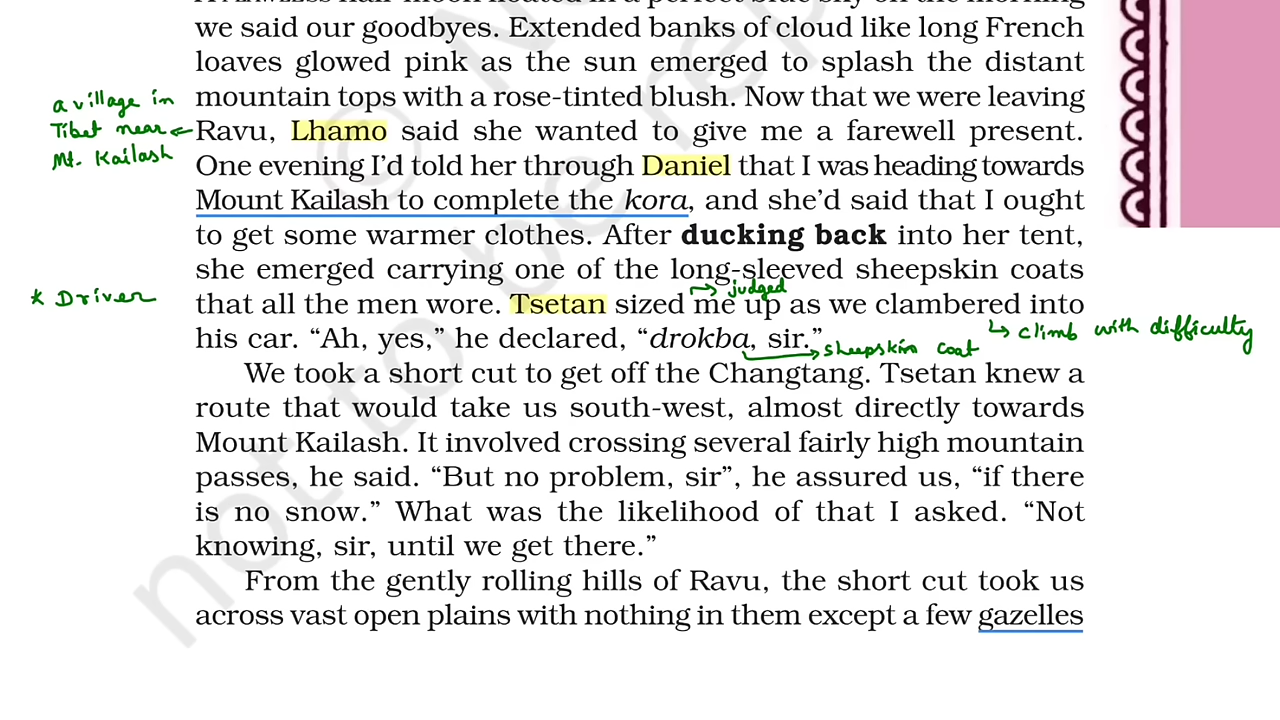 we said our goodbyes. Extended banks of cloud like long French
loaves glowed pink as the sun emerged to splash the distant
a village in
mountain tops with a rose-tinted blush. Now that we were leaving
Tibet near
Ravu, Lhamo said she wanted to give me a farewell present.
Mt. Kailash
One evening I'd told her through Daniel that I was heading towards
Mount Kailash to complete the kora, and she'd said that I ought
to get some warmer clothes. After ducking back into her tent,
she emerged carrying one of the long-sleeved sheepskin coats
judged
* Driver
that all the men wore. Tsetan sized me up as we clambered into
climb with difficulty
his car. “Ah, yes,” he declared, “drokba, sir.”
sheepskin coat
We took a short cut to get off the Changtang. Tsetan knew a
route that would take us south-west, almost directly towards
Mount Kailash. It involved crossing several fairly high mountain
passes, he said. “But no problem, sir”, he assured us, “if there
is no snow.” What was the likelihood of that I asked. “Not
knowing, sir, until we get there.”
From the gently rolling hills of Ravu, the short cut took us
across vast open plains with nothing in them except a few gazelles
not to be